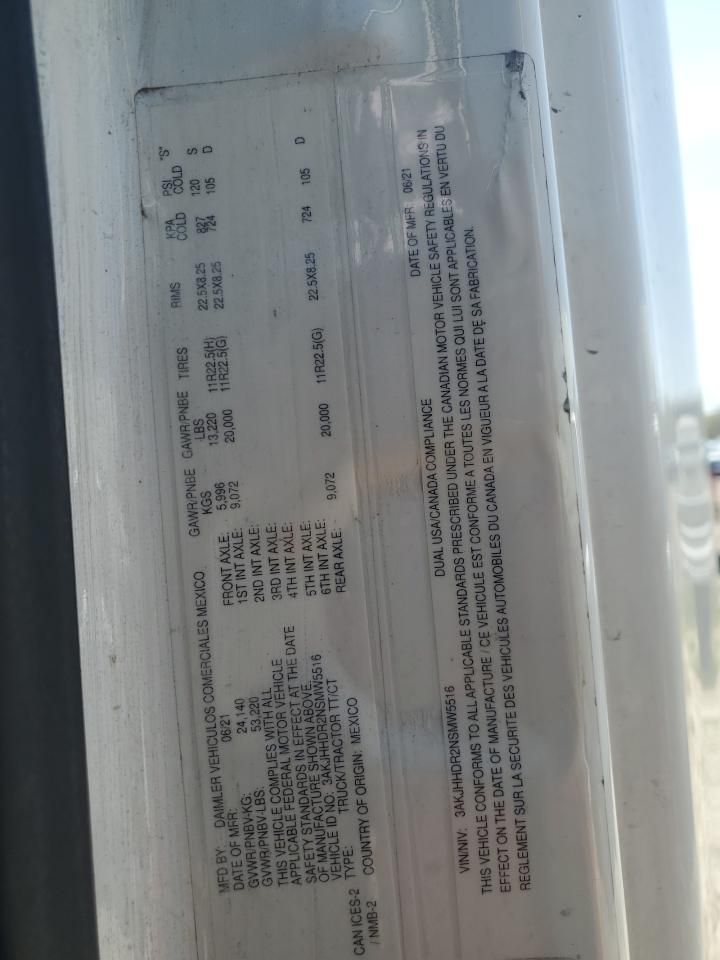 MFD BY: DAIMLER VEHICULOS COMERCIALES MEXICO
DATE OF MFR: 06/21
GVWR/PNBV-KG: 24,140
GVWR/PNBV-LBS: 53,220
THIS VEHICLE COMPLIES WITH ALL
APPLICABLE FEDERAL MOTOR VEHICLE
SAFETY STANDARDS IN EFFECT AT THE DATE
OF MANUFACTURE SHOWN ABOVE.
VEHICLE ID NO: 3AKJHHDR2NSMW5516
TYPE: TRUCK/TRACTOR TT/CT
COUNTRY OF ORIGIN: MEXICO
CAN ICES-2
/ NMB-2
GAWR/PNBE GAWR/PNBE TIRES RIMS KPA PSI "S"
KGS LBS COLD COLD
FRONT AXLE: 5,996 13,220 11R22.5(H) 22.5X8.25 827 120 S
1ST INT AXLE: 9,072 20,000 11R22.5(G) 22.5X8.25 724 105 D
2ND INT AXLE:
3RD INT AXLE:
4TH INT AXLE:
5TH INT AXLE:
6TH INT AXLE:
REAR AXLE: 9,072 20,000 11R22.5(G) 22.5X8.25 724 105 D
DUAL USA/CANADA COMPLIANCE
VIN/NIV: 3AKJHHDR2NSMW5516 DATE OF MFR: 06/21
THIS VEHICLE CONFORMS TO ALL APPLICABLE STANDARDS PRESCRIBED UNDER THE CANADIAN MOTOR VEHICLE SAFETY REGULATIONS IN
EFFECT ON THE DATE OF MANUFACTURE / CE VEHICULE EST CONFORME A TOUTES LES NORMES QUI LUI SONT APPLICABLES EN VERTU DU
REGLEMENT SUR LA SECURITE DES VEHICULES AUTOMOBILES DU CANADA EN VIGUEUR A LA DATE DE SA FABRICATION.